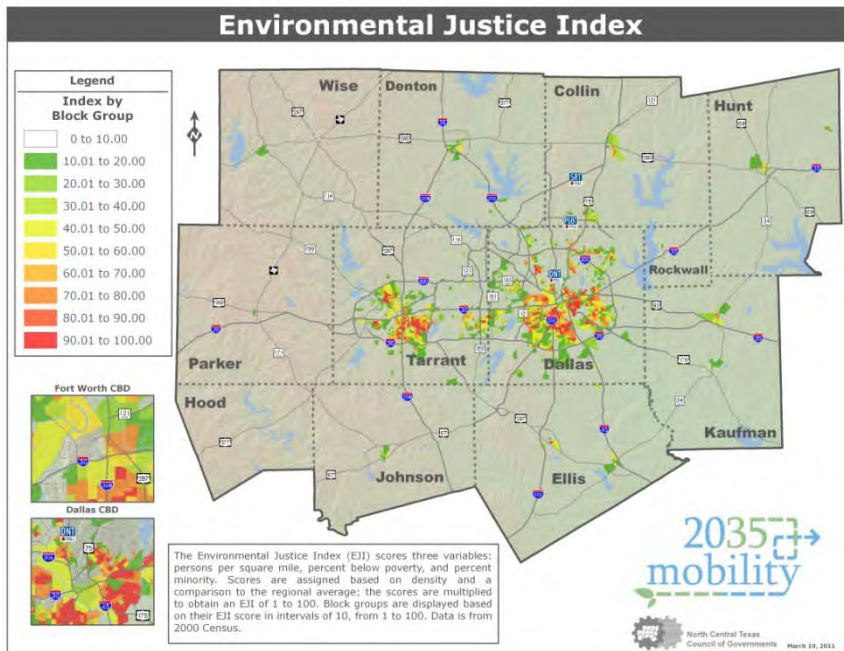 Environmental Justice Index
Legend
Index by
Block Group
0 to 10.00
10.01 to 20.00
20.01 to 30.00
30.01 to 40.00
40.01 to 50.00
50.01 to 60.00
60.01 to 70.00
70.01 to 80.00
80.01 to 90.00
90.01 to 100.00
N
Wise
Denton
Collin
Hunt
Rockwall
Parker
Tarrant
Dallas
Hood
Johnson
Ellis
Kaufman
SRT
DNT
Fort Worth CBD
121
287
Dallas CBD
DNT
75
175
The Environmental Justice Index (EJI) scores three variables:
persons per square mile, percent below poverty, and percent
minority. Scores are assigned based on density and a
comparison to the regional average; the scores are multiplied
to obtain an EJI of 1 to 100. Block groups are displayed based
on their EJI score in intervals of 10, from 1 to 100. Data is from
2000 Census.
2035
mobility
North Central Texas
Council of Governments
March 10, 2011